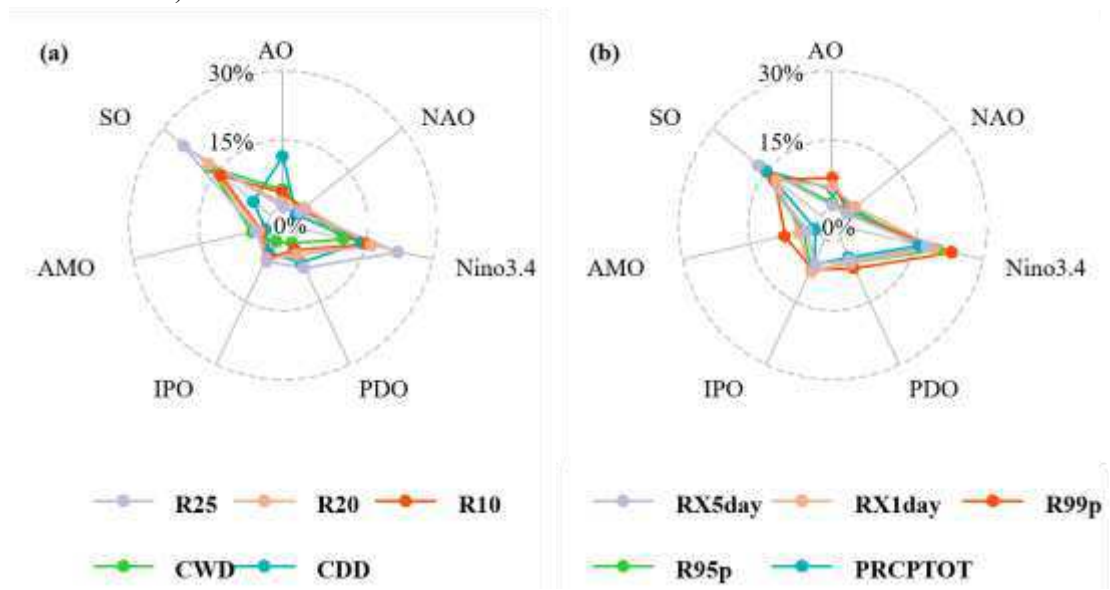 (a)
AO
30%
NAO
SO
15%
0%
Nino3.4
AMO
IPO
PDO
R25 R20 R10
CWD CDD
(b)
AO
30%
NAO
SO
15%
0%
Nino3.4
AMO
IPO
PDO
RX5day RX1day R99p
R95p PRCPTOT